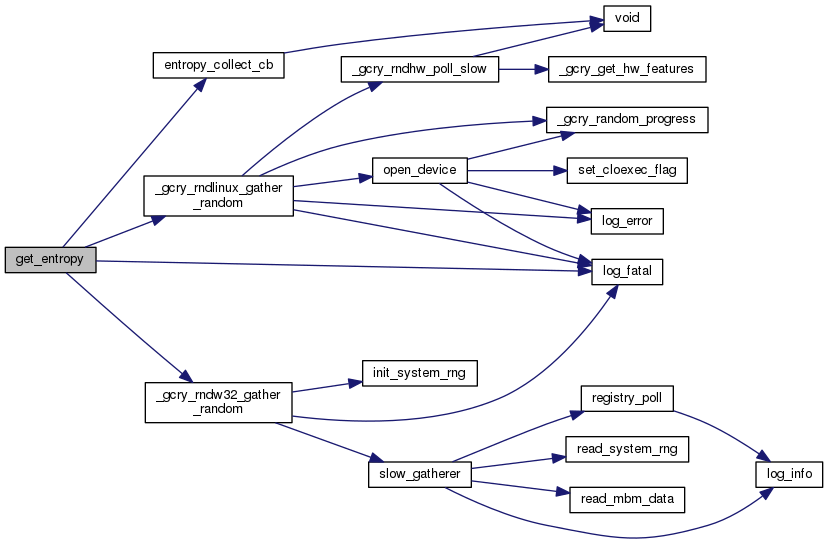 void
entropy_collect_cb
_gcry_rndhw_poll_slow
_gcry_get_hw_features
_gcry_random_progress
open_device
set_cloexec_flag
_gcry_rndlinux_gather
_random
log_error
get_entropy
log_fatal
init_system_rng
_gcry_rndw32_gather
_random
registry_poll
read_system_rng
slow_gatherer
log_info
read_mbm_data